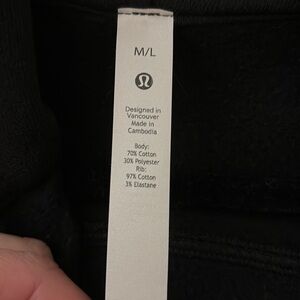 M/L
Designed in
Vancouver
Made in
Cambodia
Body:
70% Cotton
30% Polyester
Rib:
97% Cotton
3% Elastane